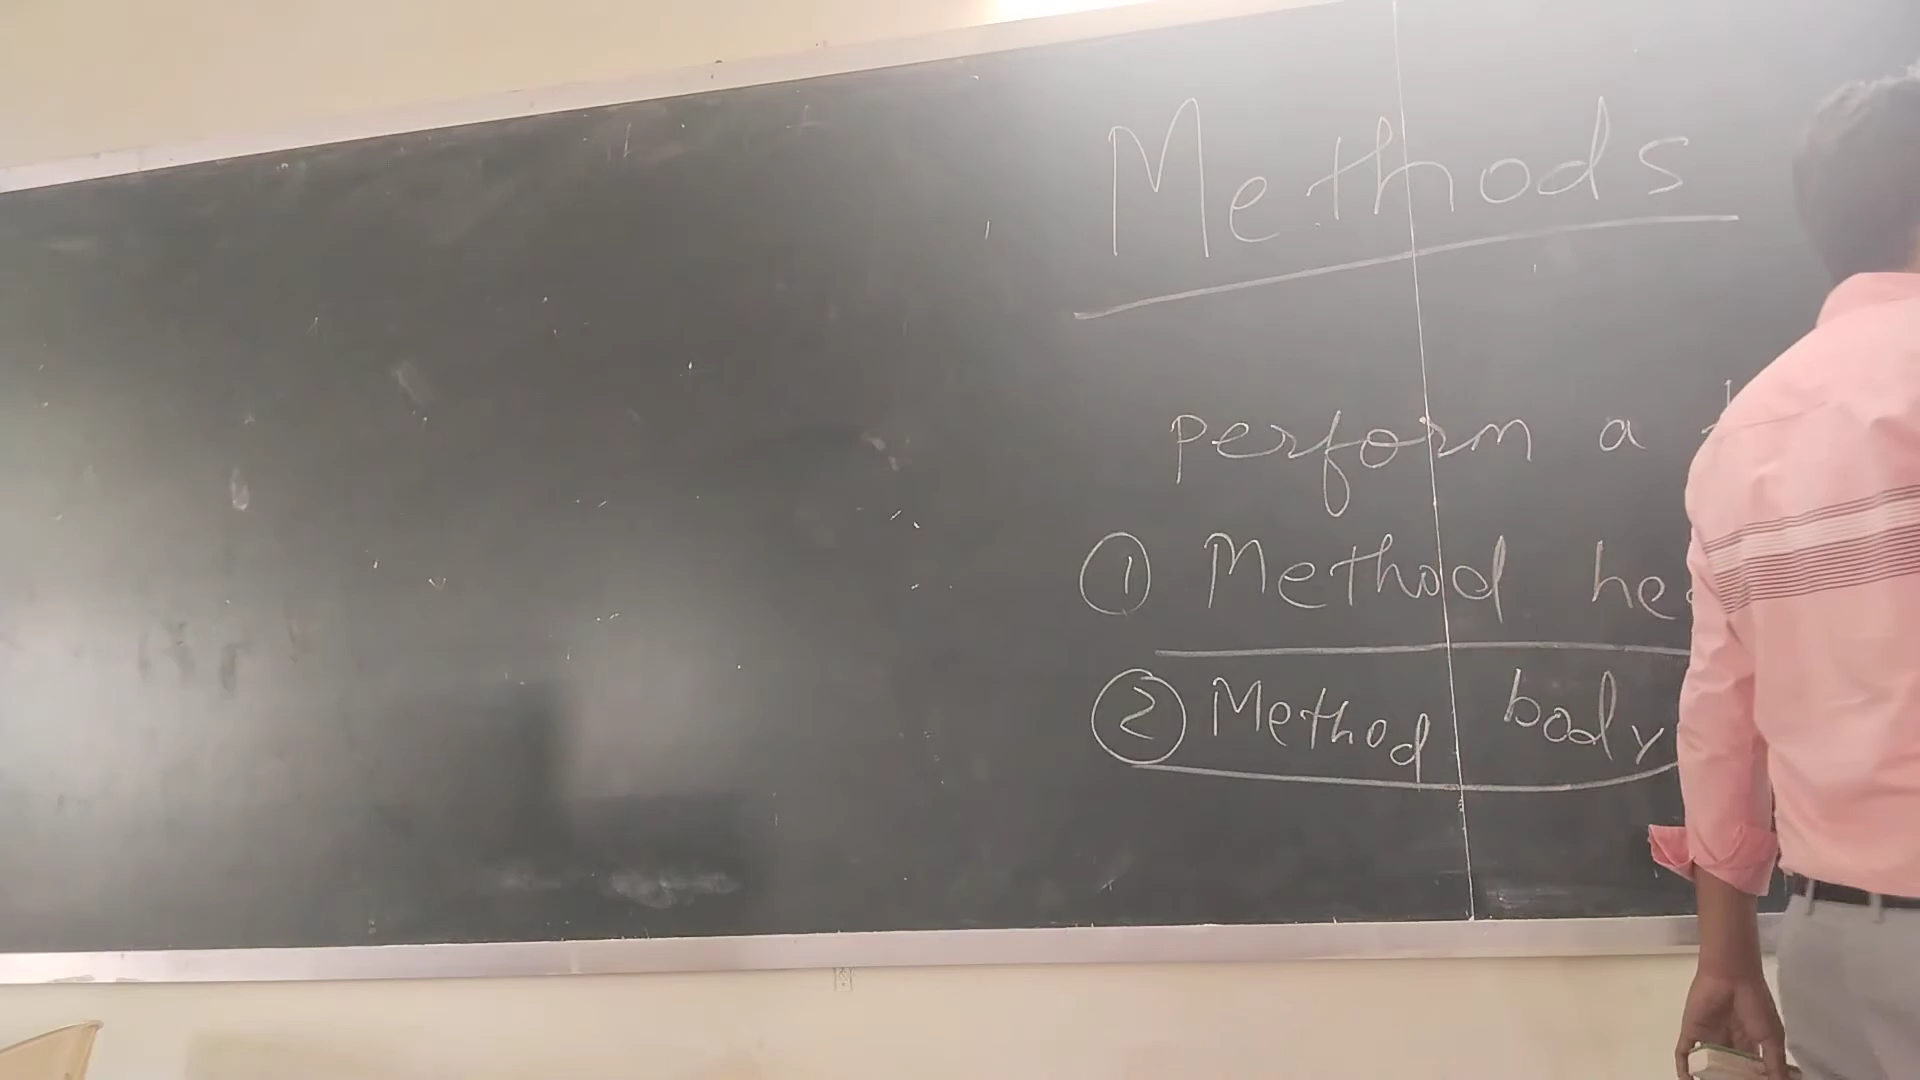 Methods
perform a
① Method
② Method body